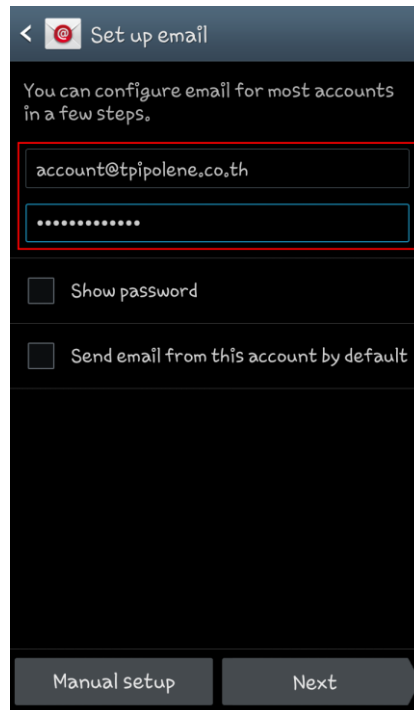 Set up email
You can configure email for most accounts
in a few steps.
account@tpipolene.co.th
•••••••••••••
Show password
Send email from this account by default
Manual setup
Next